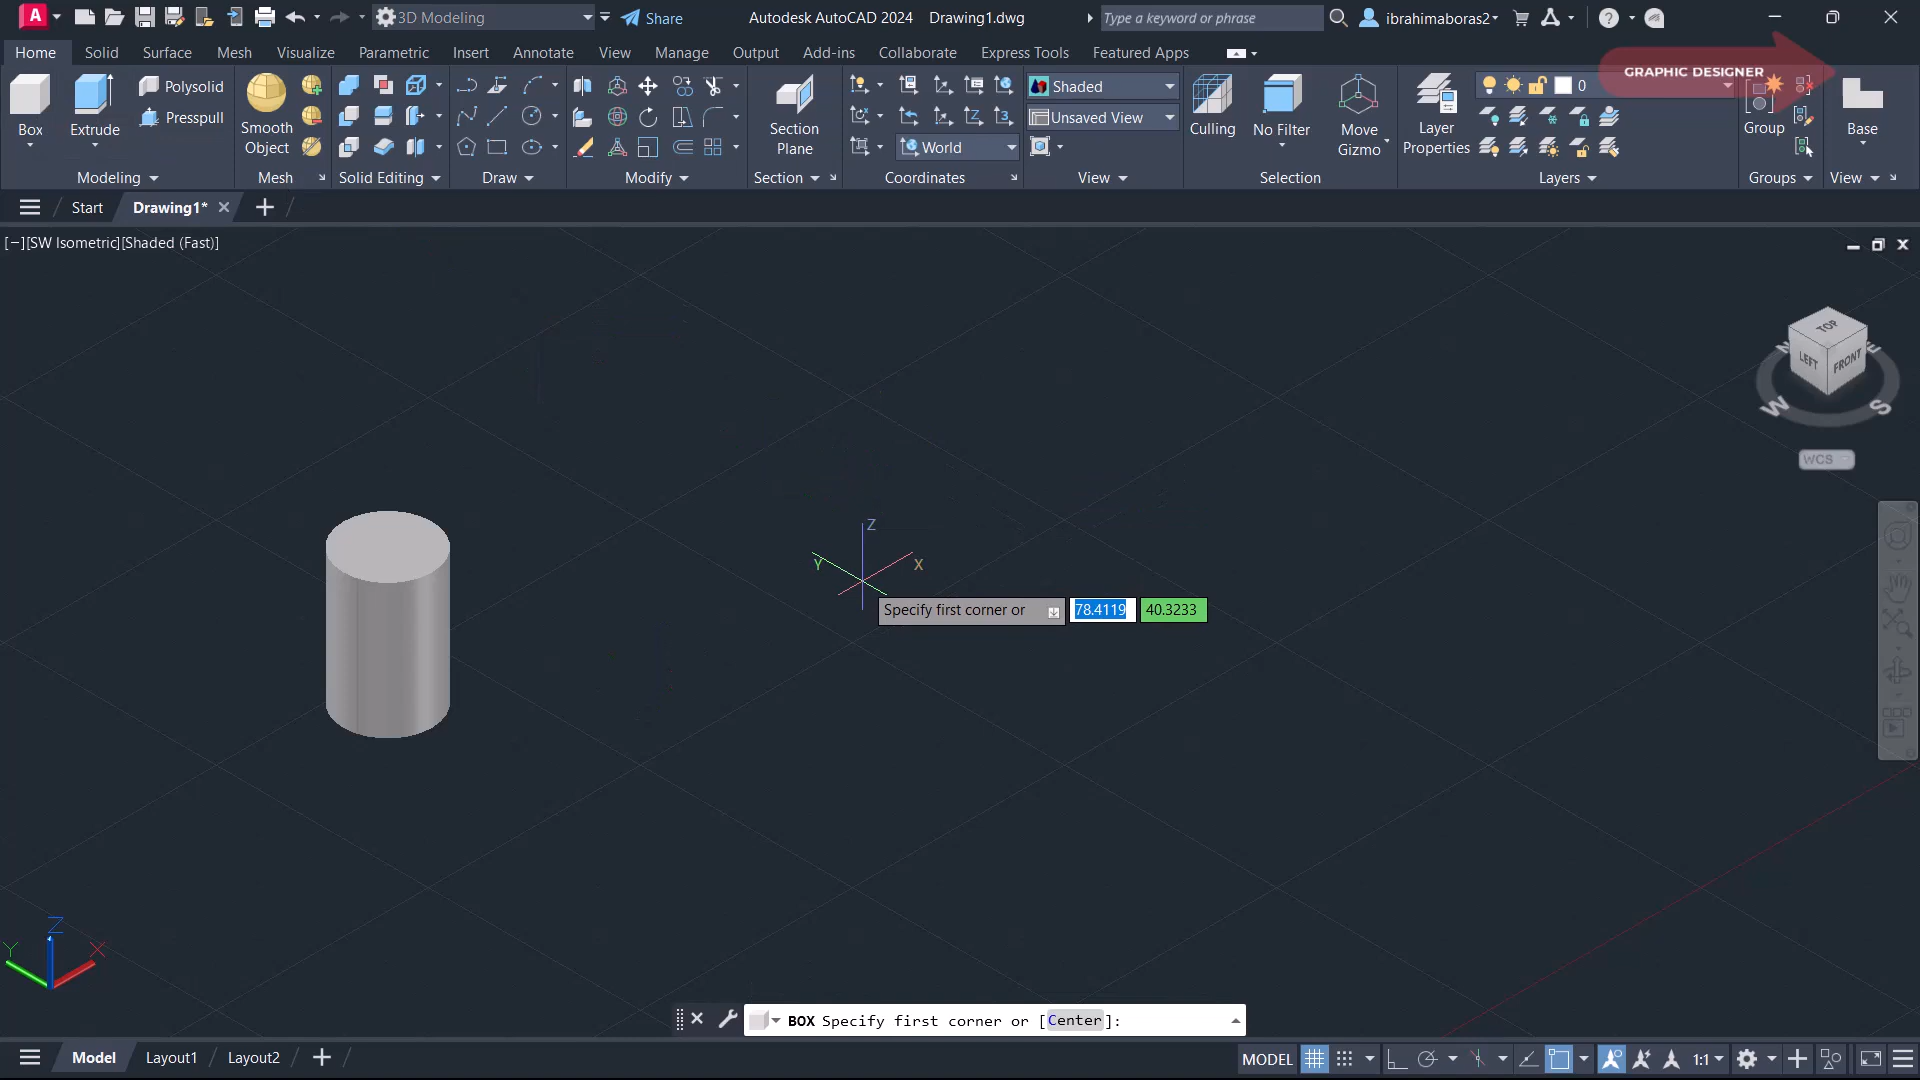 A 3D Modeling Share Autodesk AutoCAD 2024 Drawing1.dwg Type a keyword or phrase ibrahimaboras2
Home Solid Surface Mesh Visualize Parametric Insert Annotate View Manage Output Add-ins Collaborate Express Tools Featured Apps
GRAPHIC DESIGNER
Box Extrude Polysolid Presspull
Smooth Object
Section Plane
Shaded
Unsaved View
World
Culling No Filter Move Gizmo
Layer Properties
0
Group Base
Modeling Mesh Solid Editing Draw Modify Section Coordinates View Selection Layers Groups View
Start Drawing1*
[−][SW Isometric][Shaded (Fast)]
TOP
LEFT FRONT
N E
W S
WCS
Z
Y X
Specify first corner or 78.4119 40.3233
Z
Y X
BOX Specify first corner or [Center]:
Model Layout1 Layout2 MODEL 1:1